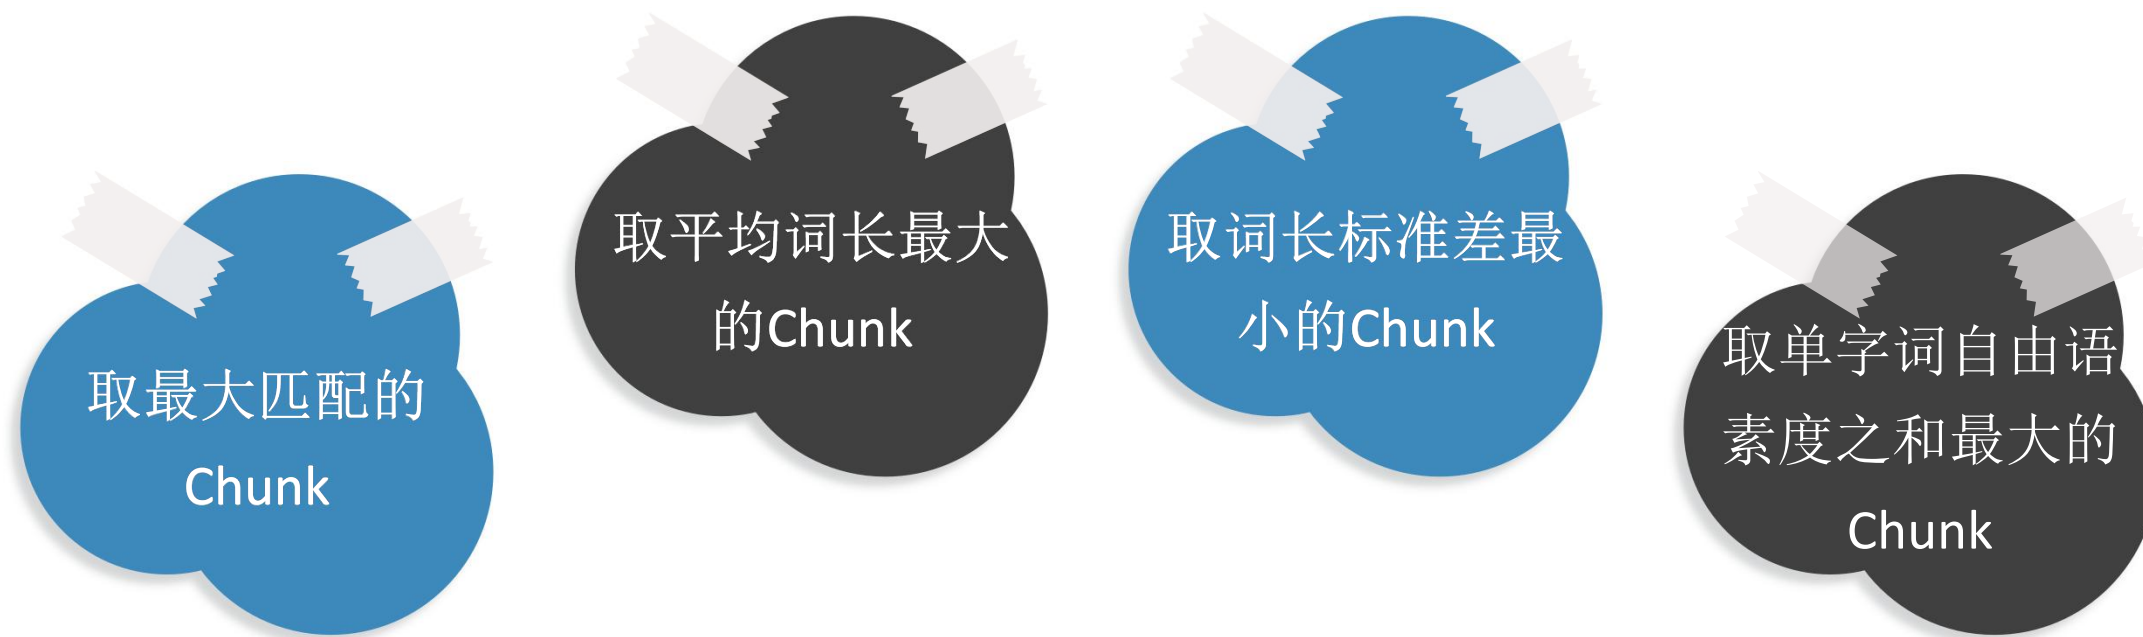 取最大匹配的
Chunk
取平均词长最大
的Chunk
取词长标准差最
小的Chunk
取单字词自由语
素度之和最大的
Chunk